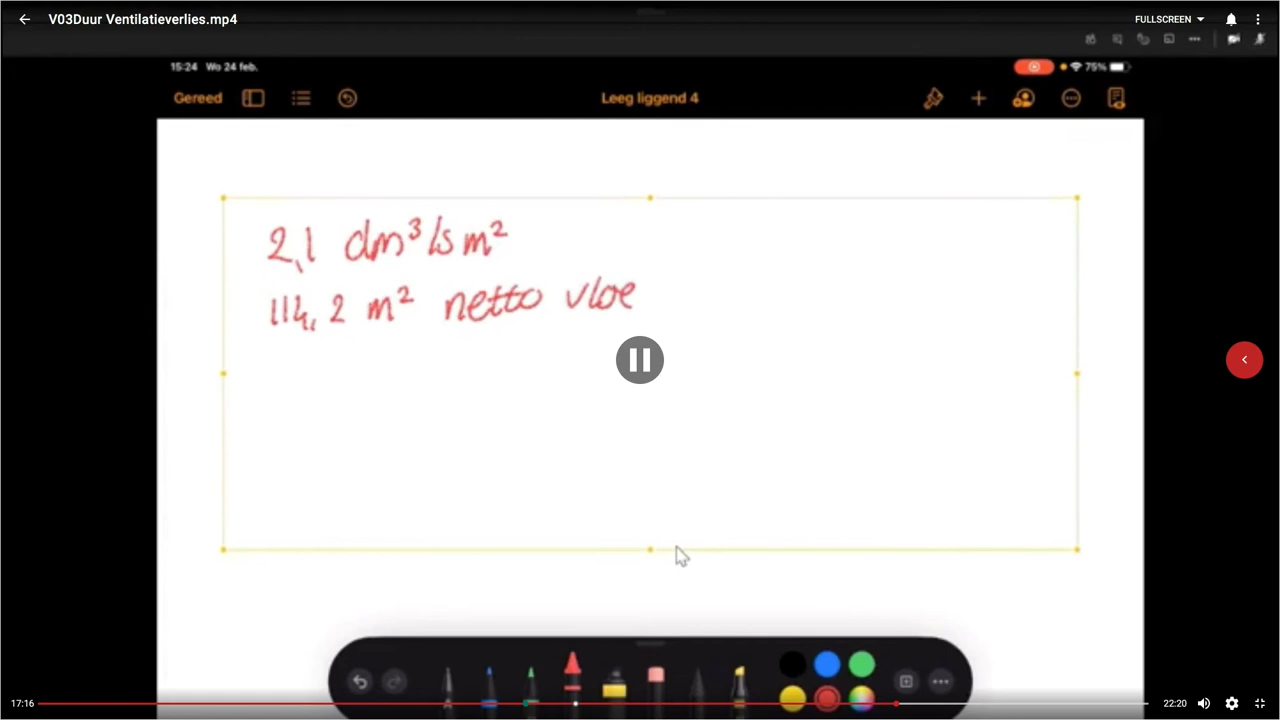 V03Duur Ventilatieverlies.mp4
FULLSCREEN
15:24 Wo 24 feb.
75%
Gereed
Leeg liggend 4
2,1 dm³/s m²
114,2 m² netto vloe
17:16
22:20